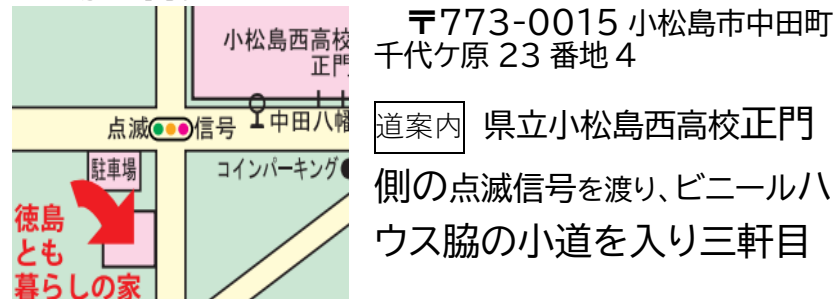 小松島西高校
正門
点滅信号
中田八幡
駐車場
コインパーキング
徳島
とも
暮らしの家
〒773-0015 小松島市中田町
千代ケ原 23 番地 4
道案内 県立小松島西高校正門
側の点滅信号を渡り、ビニールハ
ウス脇の小道を入り三軒目